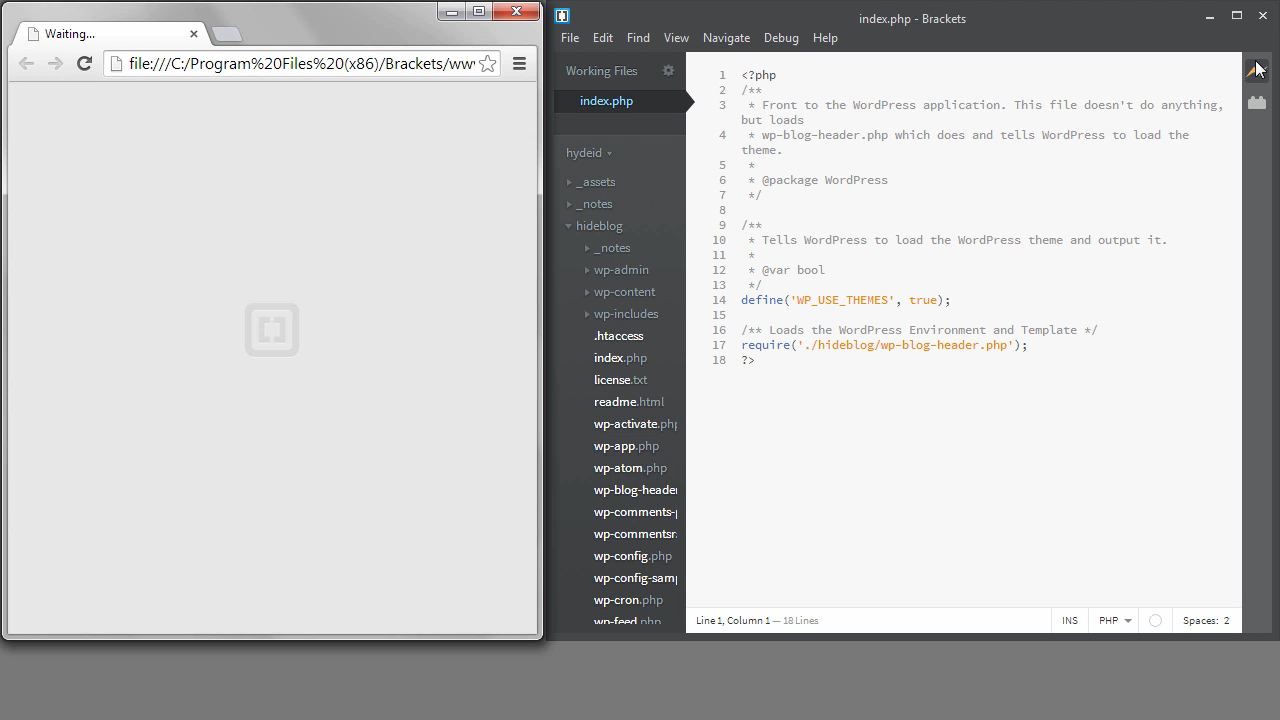 Waiting...
file:///C:/Program%20Files%20(x86)/Brackets/ww
index.php - Brackets
File Edit Find View Navigate Debug Help
Working Files
index.php
hydeid
_assets
_notes
hideblog
_notes
wp-admin
wp-content
wp-includes
.htaccess
index.php
license.txt
readme.html
wp-activate.php
wp-app.php
wp-atom.php
wp-blog-header
wp-comments-p
wp-commentsr
wp-config.php
wp-config-samp
wp-cron.php
wp-feed.php
1 <?php
2 /**
3  * Front to the WordPress application. This file doesn't do anything,
but loads
4  * wp-blog-header.php which does and tells WordPress to load the
theme.
5  *
6  * @package WordPress
7  */
8
9 /**
10  * Tells WordPress to load the WordPress theme and output it.
11  *
12  * @var bool
13  */
14 define('WP_USE_THEMES', true);
15
16 /** Loads the WordPress Environment and Template */
17 require('./hideblog/wp-blog-header.php');
18 ?>
Line 1, Column 1 — 18 Lines
INS PHP Spaces: 2